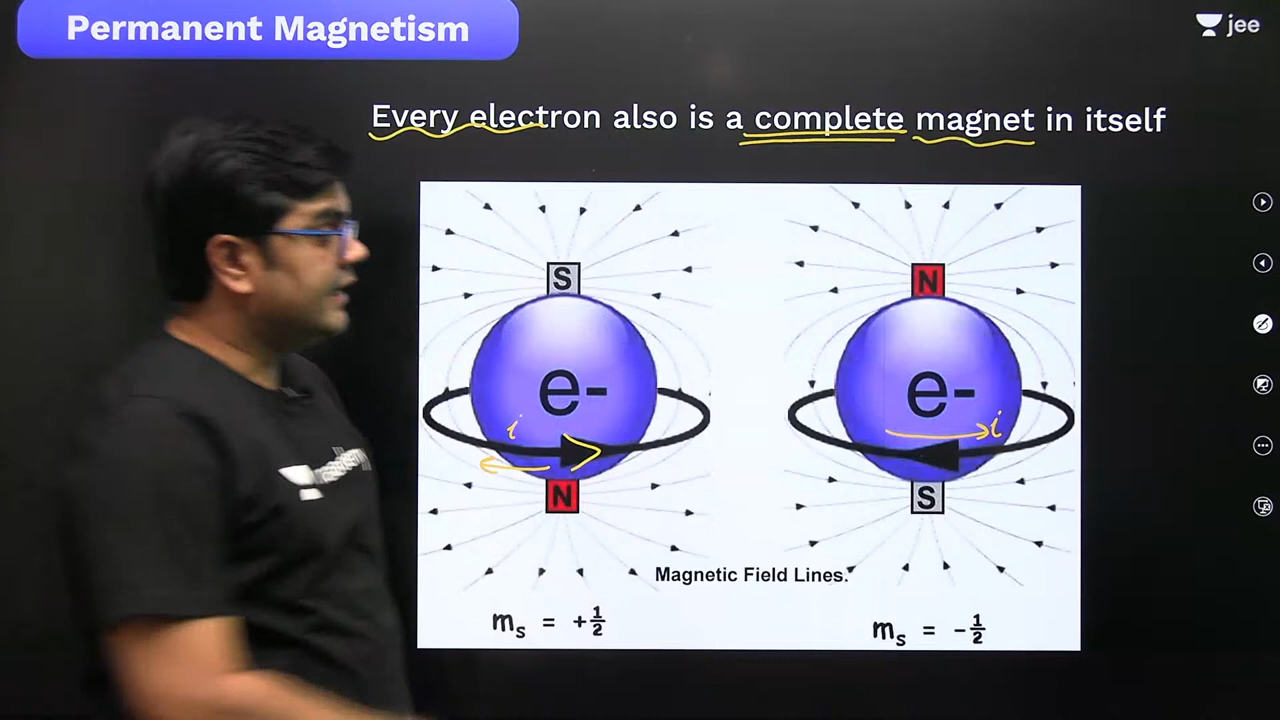 Permanent Magnetism
jee
Every electron also is a complete magnet in itself
S
N
e-
e-
i
i
N
S
Magnetic Field Lines.
mₛ = +½
mₛ = -½